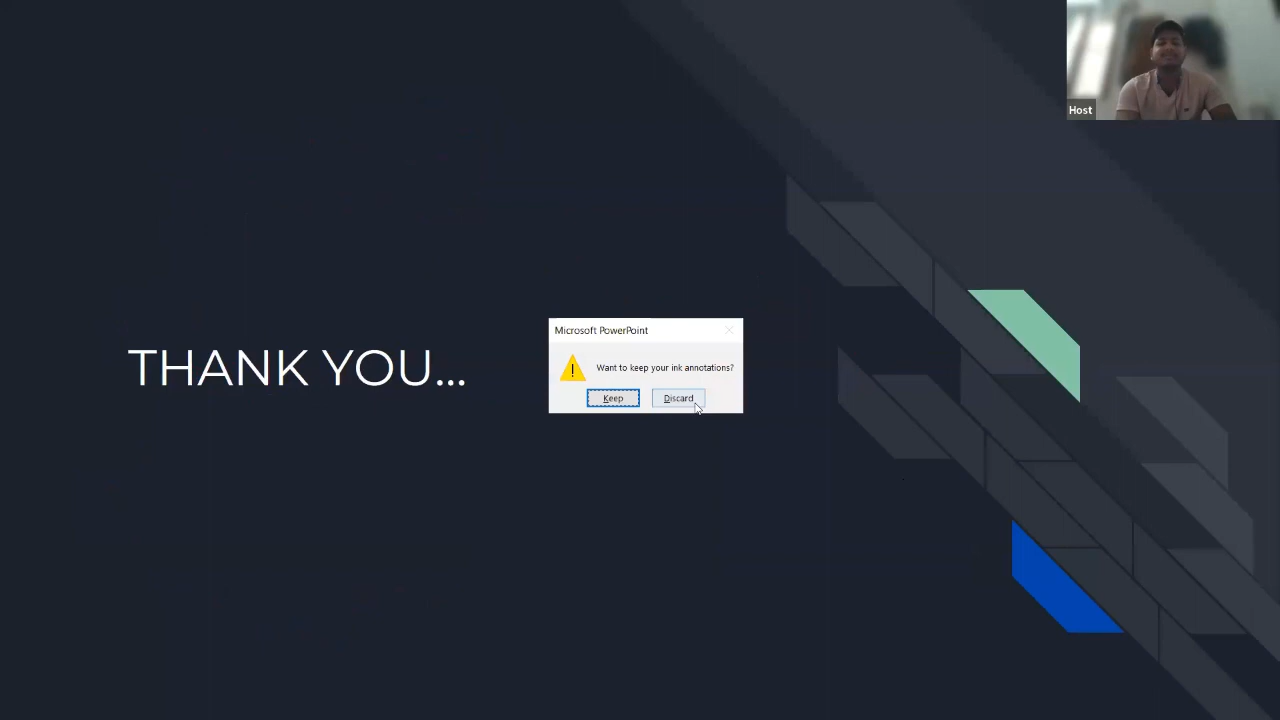 Host
THANK YOU...
Microsoft PowerPoint
Want to keep your ink annotations?
Keep
Discard